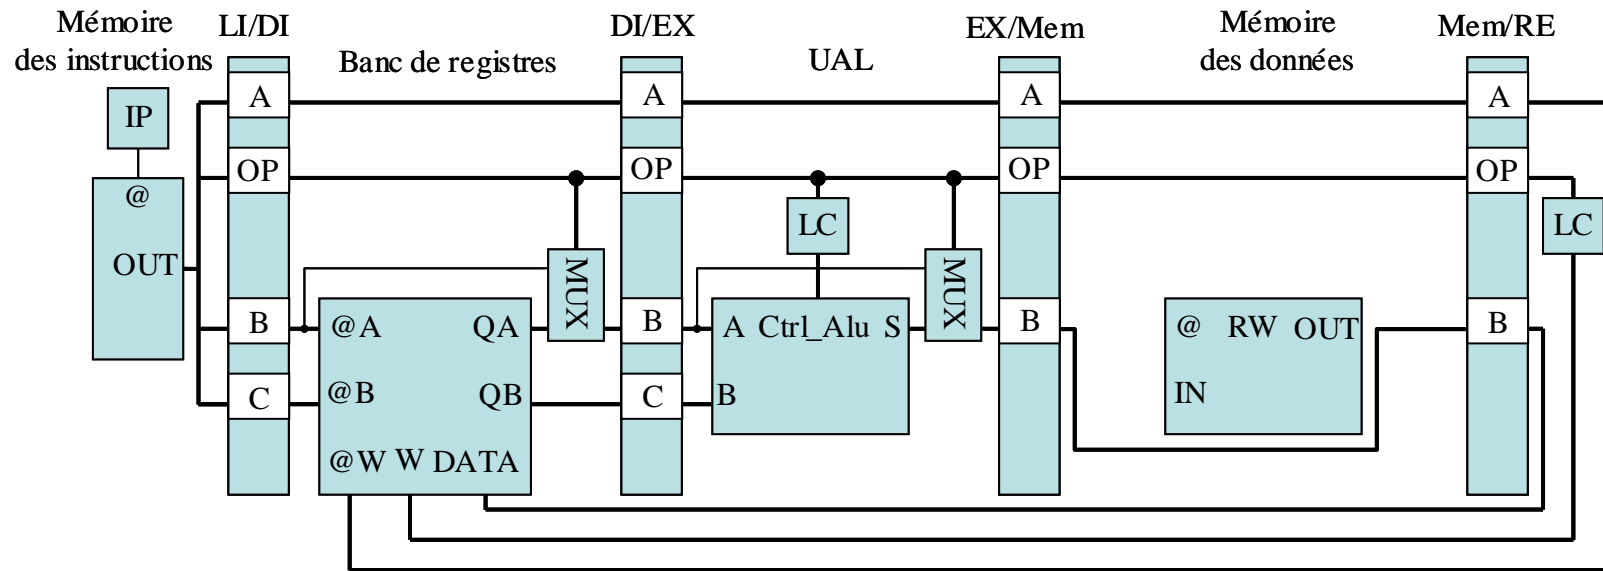 Mémoire
des instructions
LI/DI
Banc de registres
DI/EX
UAL
EX/Mem
Mémoire
des données
Mem/RE
A
A
A
A
IP
OP
OP
OP
OP
@
LC
LC
OUT
MUX
MUX
B
@A
QA
B
A
Ctrl_Alu
S
B
@
RW
OUT
B
C
@B
QB
C
B
IN
@W
W
DATA